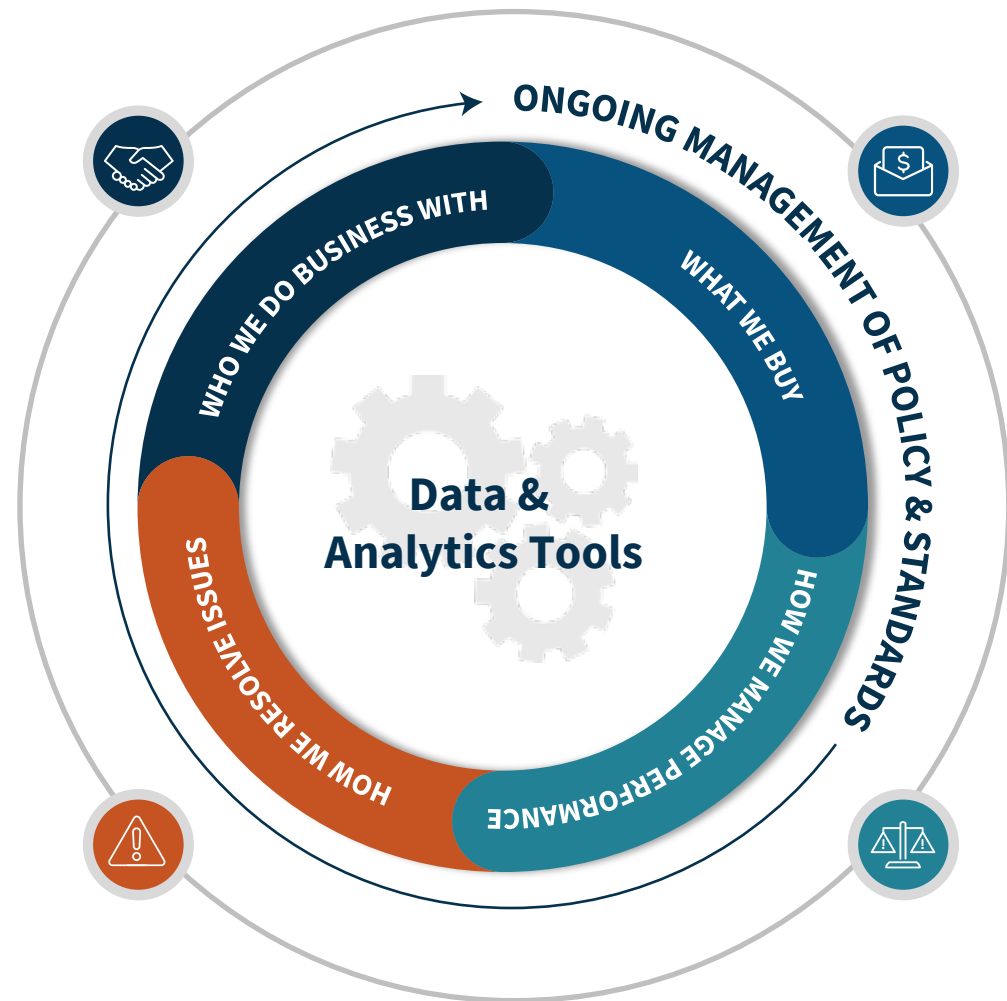 ONGOING MANAGEMENT OF POLICY & STANDARDS
WHO WE DO BUSINESS WITH
WHAT WE BUY
HOW WE MANAGE PERFORMANCE
HOW WE RESOLVE ISSUES
Data &
Analytics Tools
$